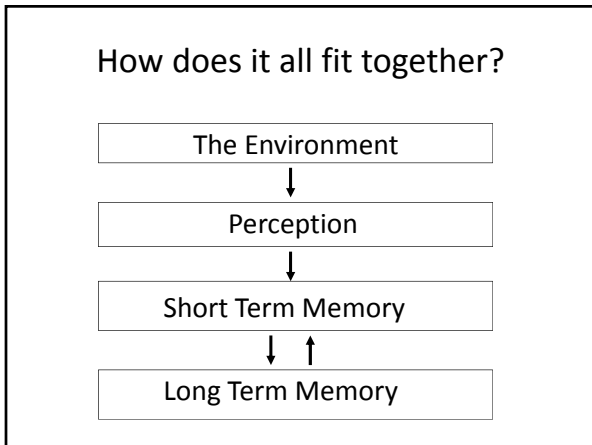 How does it all fit together?
The Environment
Perception
Short Term Memory
Long Term Memory